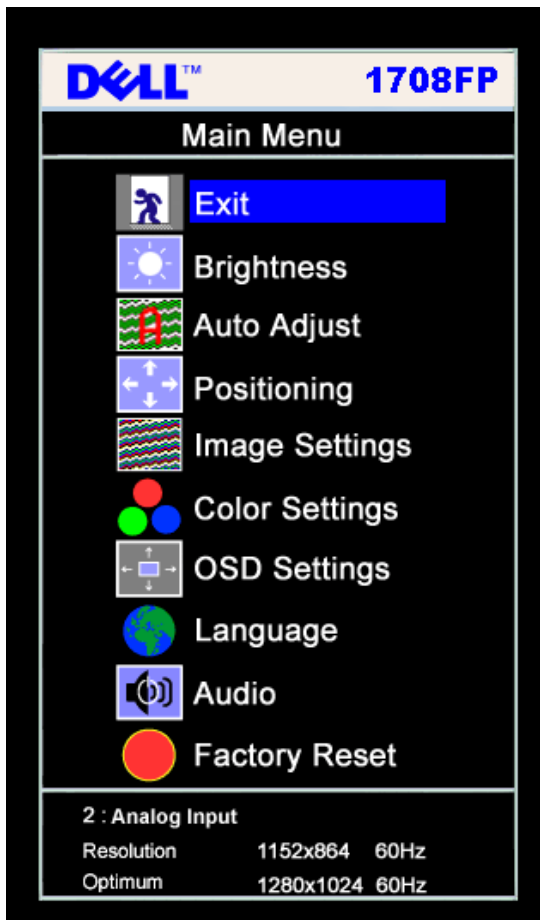 DELL™ 1708FP
Main Menu
Exit
Brightness
Auto Adjust
Positioning
Image Settings
Color Settings
OSD Settings
Language
Audio
Factory Reset
2 : Analog Input
Resolution 1152x864 60Hz
Optimum 1280x1024 60Hz